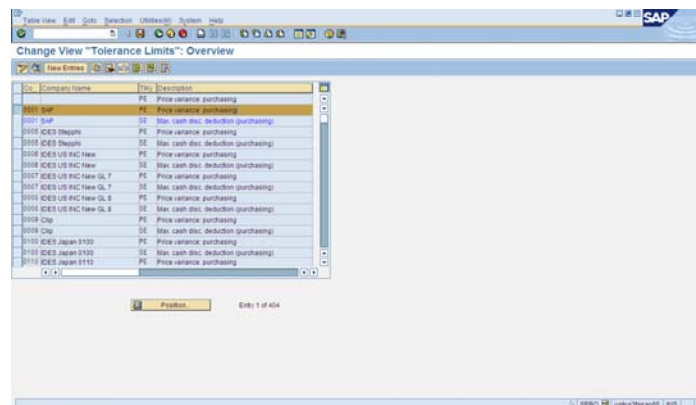 Table View Edit Goto Selection Utilities(M) System Help
SAP
Change View "Tolerance Limits": Overview
New Entries
Co Company Name TlKy Description
PE Price variance: purchasing
0001 SAP PE Price variance: purchasing
0001 SAP SE Max. cash disc. deduction (purchasing)
0005 IDES Stepphi PE Price variance: purchasing
0005 IDES Stepphi SE Max. cash disc. deduction (purchasing)
0006 IDES US INC New PE Price variance: purchasing
0006 IDES US INC New SE Max. cash disc. deduction (purchasing)
0007 IDES US INC New GL 7 PE Price variance: purchasing
0007 IDES US INC New GL 7 SE Max. cash disc. deduction (purchasing)
0008 IDES US INC New GL 8 PE Price variance: purchasing
0008 IDES US INC New GL 8 SE Max. cash disc. deduction (purchasing)
0009 Clip PE Price variance: purchasing
0009 Clip SE Max. cash disc. deduction (purchasing)
0100 IDES Japan 0100 PE Price variance: purchasing
0100 IDES Japan 0100 SE Max. cash disc. deduction (purchasing)
0110 IDES Japan 0110 PE Price variance: purchasing
Position...
Entry 1 of 404
INS